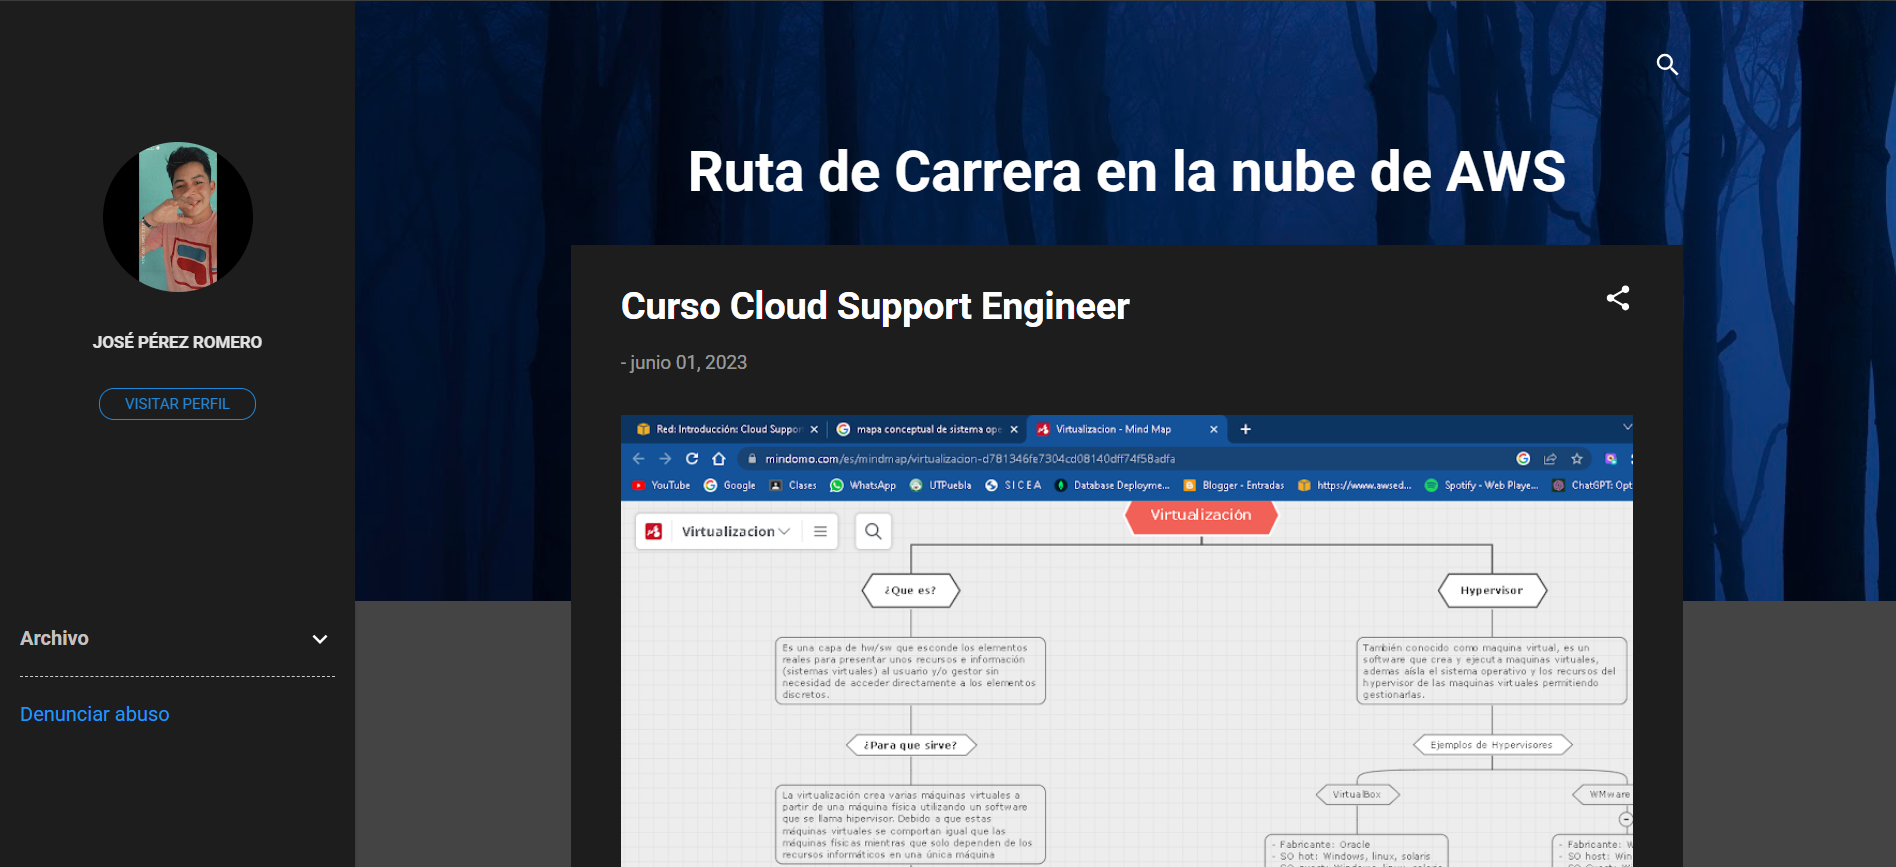 JOSÉ PÉREZ ROMERO
VISITAR PERFIL
Archivo
Denunciar abuso
Ruta de Carrera en la nube de AWS
Curso Cloud Support Engineer
- junio 01, 2023
Red: Introducción: Cloud Suppor
mapa conceptual de sistema ope
Virtualizacion - Mind Map
mindomo.com/es/mindmap/virtualizacion-d781346fe7304cd08140dff74f58adfa
YouTube Google Clases WhatsApp UTPuebla S I C E A Database Deployme... Blogger - Entradas https://www.awsed... Spotify - Web Playe... ChatGPT: Opt
Virtualizacion
Virtualización
¿Que es?
Es una capa de hw/sw que esconde los elementos
reales para presentar unos recursos e información
(sistemas virtuales) al usuario y/o gestor sin
necesidad de acceder directamente a los elementos
discretos.
¿Para que sirve?
La virtualización crea varias máquinas virtuales a
partir de una máquina física utilizando un software
que se llama hipervisor. Debido a que estas
máquinas virtuales se comportan igual que las
máquinas físicas mientras que solo dependen de los
recursos informáticos en una única máquina
Hypervisor
También conocido como maquina virtual, es un
software que crea y ejecuta maquinas virtuales,
ademas aísla el sistema operativo y los recursos del
hypervisor de las maquinas virtuales permitiendo
gestionarlas.
Ejemplos de Hypervisores
VirtualBox
WMware
- Fabricante: Oracle
- SO hot: Windows, linux, solaris
- Fabricante: W
- SO host: Win